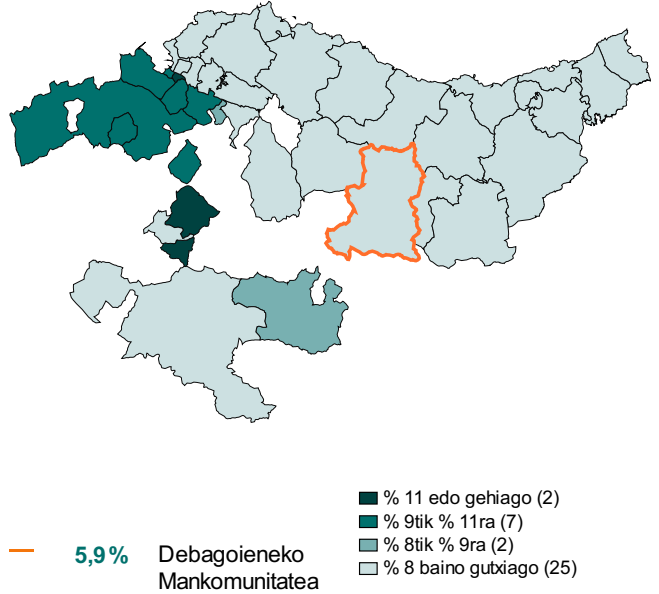 % 11 edo gehiago (2)
% 9tik % 11ra (7)
% 8tik % 9ra (2)
% 8 baino gutxiago (25)
5,9 % Debagoieneko
Mankomunitatea